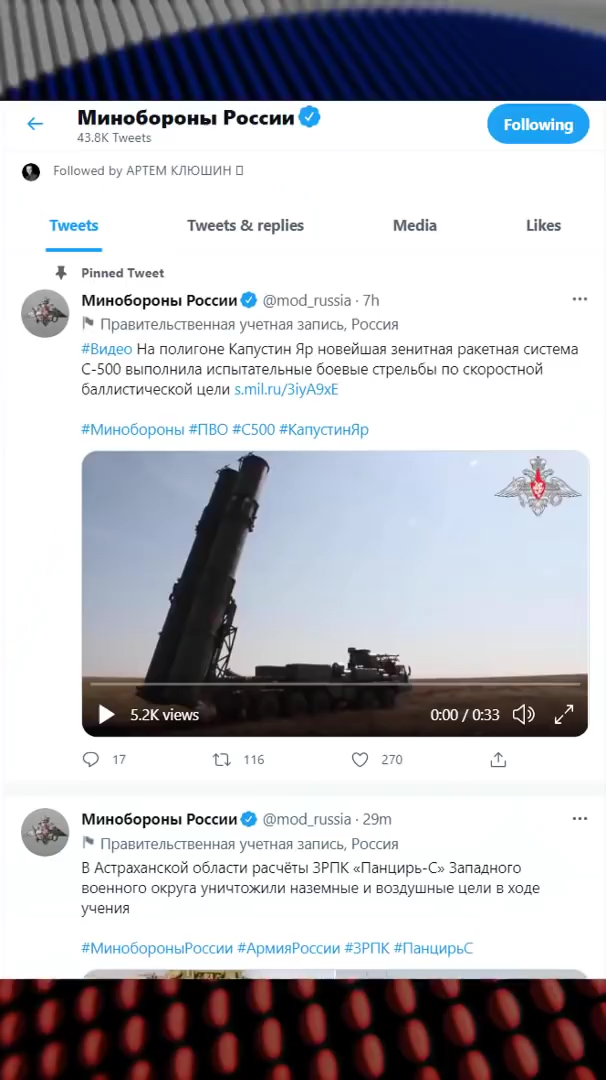 Минобороны России
43.8K Tweets
Following
Followed by АРТЕМ КЛЮШИН
Tweets
Tweets & replies
Media
Likes
Pinned Tweet
Минобороны России @mod_russia · 7h
Правительственная учетная запись, Россия
#Видео На полигоне Капустин Яр новейшая зенитная ракетная система
С-500 выполнила испытательные боевые стрельбы по скоростной
баллистической цели s.mil.ru/3iyA9xE
#Минобороны #ПВО #С500 #КапустинЯр
5.2K views
0:00 / 0:33
17
116
270
Минобороны России @mod_russia · 29m
Правительственная учетная запись, Россия
В Астраханской области расчёты ЗРПК «Панцирь-С» Западного
военного округа уничтожили наземные и воздушные цели в ходе
учения
#МинобороныРоссии #АрмияРоссии #ЗРПК #ПанцирьС